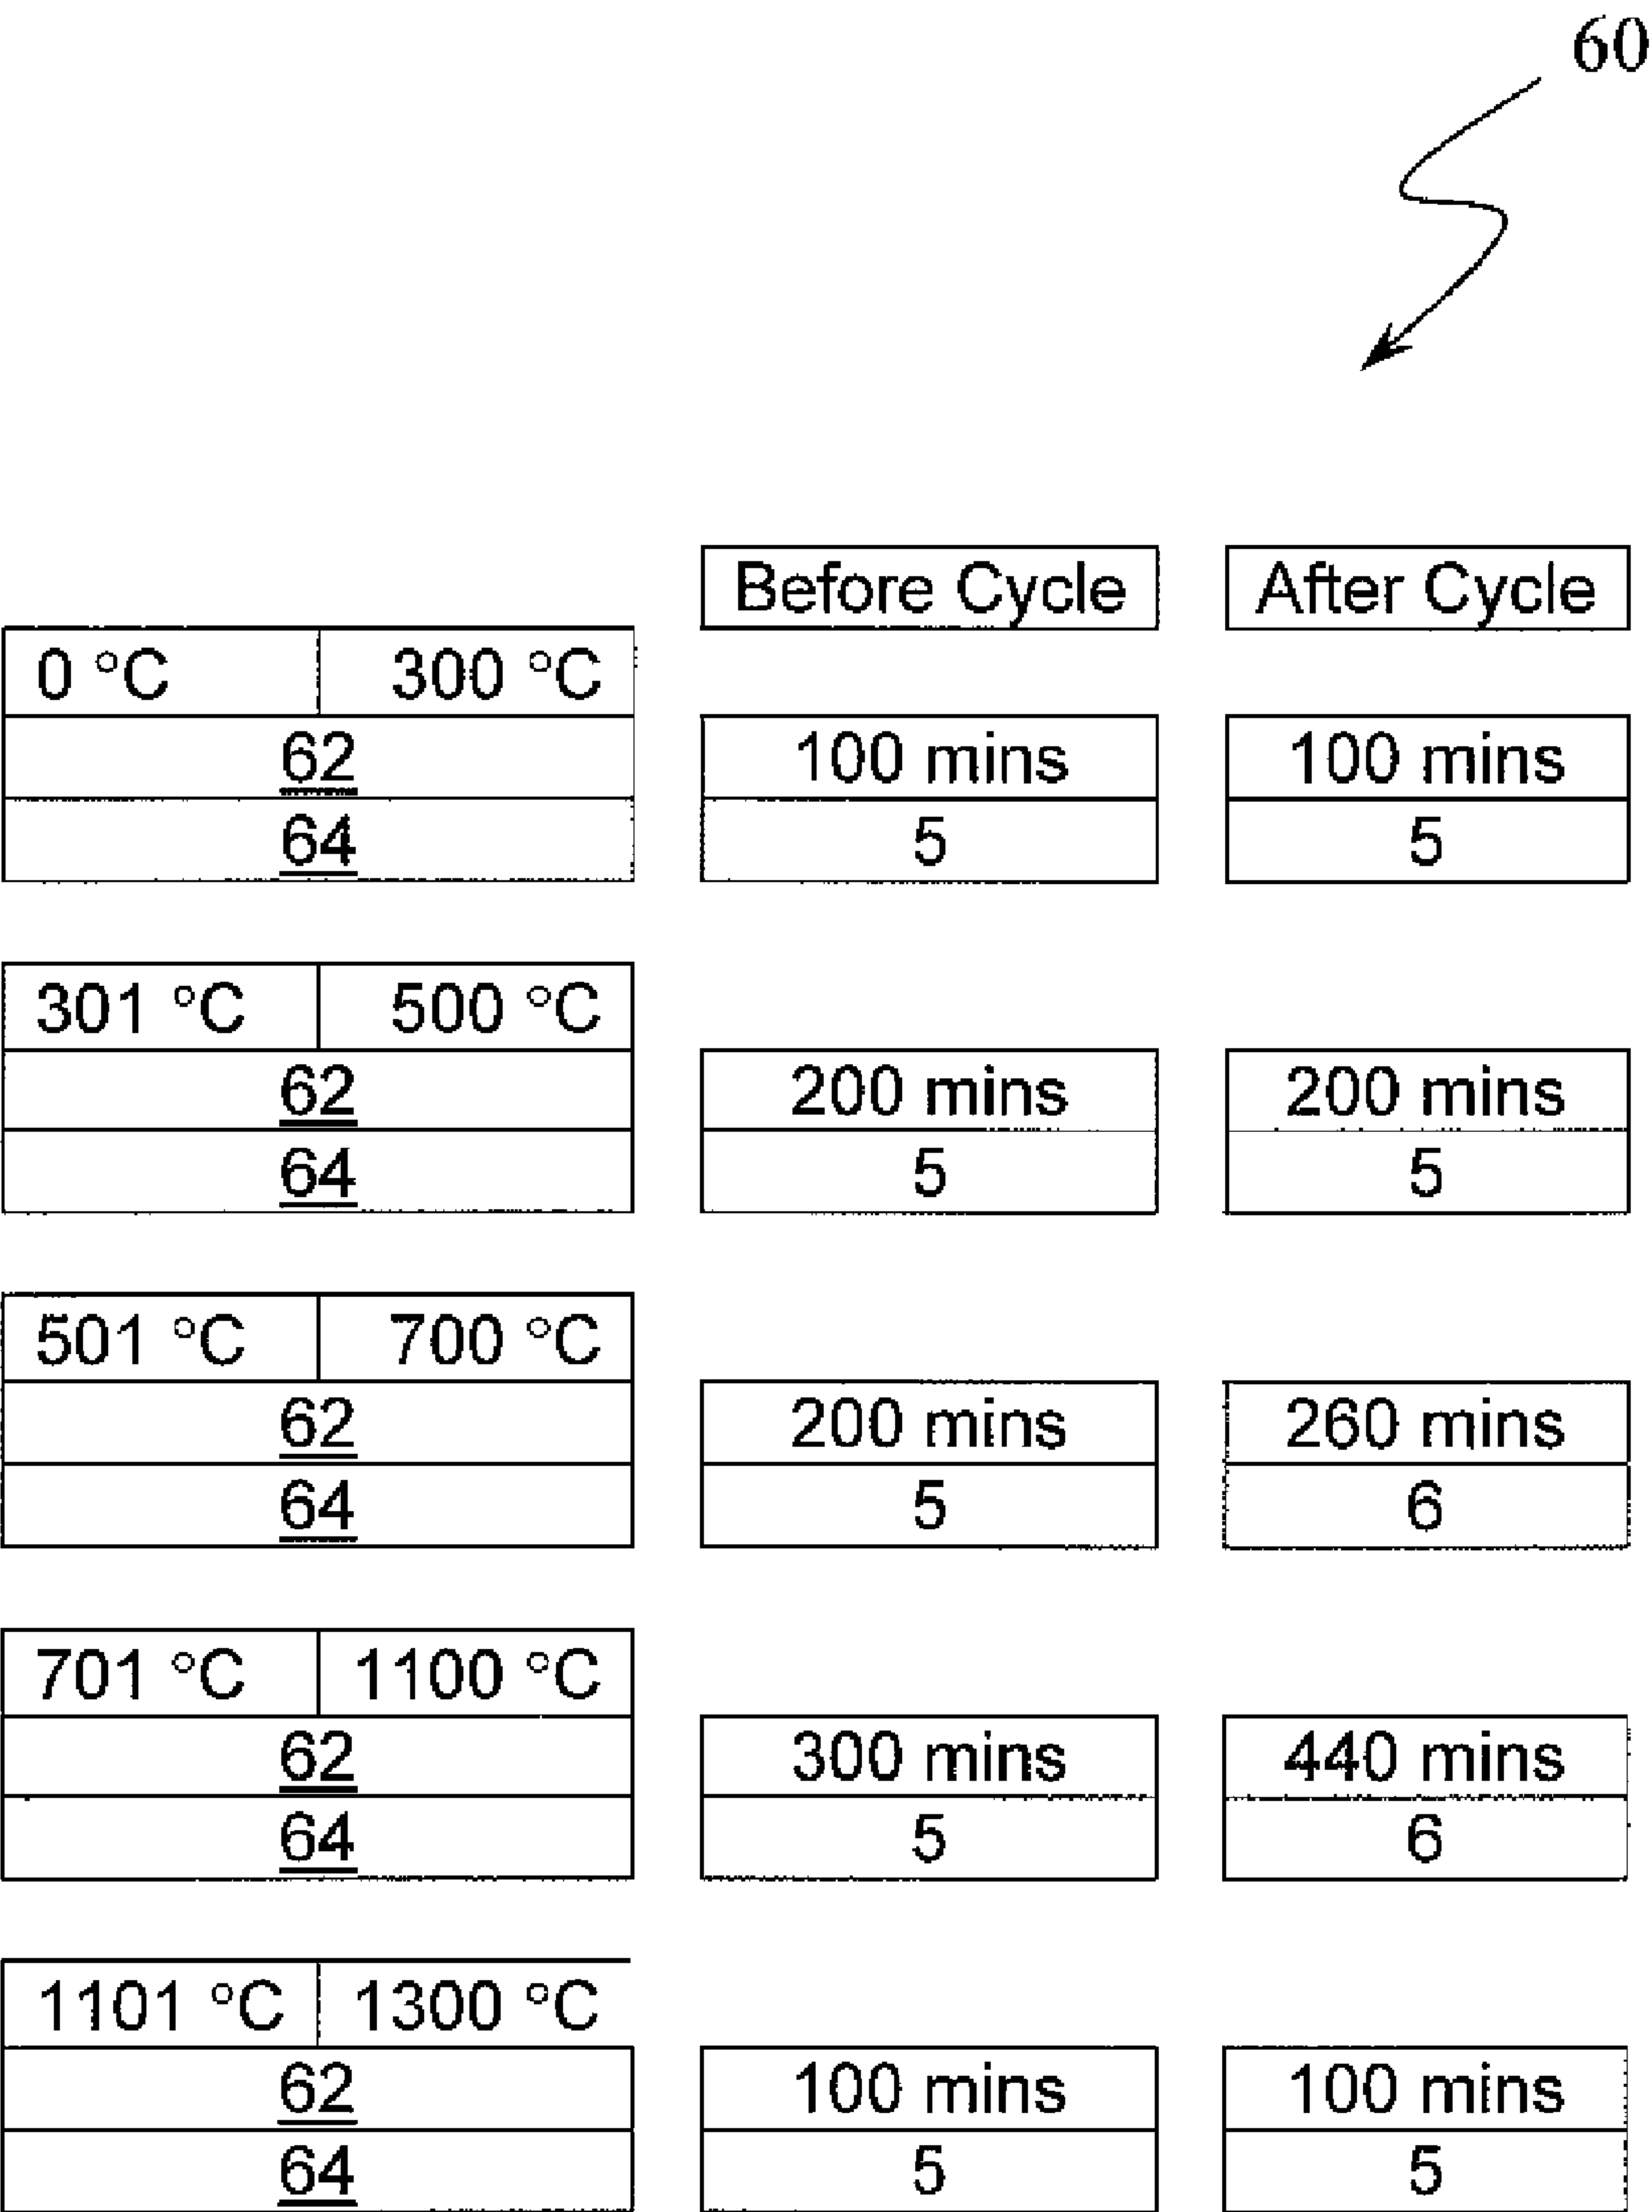 60
Before Cycle After Cycle
0 °C 300 °C
62 100 mins 100 mins
64 5 5
301 °C 500 °C
62 200 mins 200 mins
64 5 5
501 °C 700 °C
62 200 mins 260 mins
64 5 6
701 °C 1100 °C
62 300 mins 440 mins
64 5 6
1101 °C 1300 °C
62 100 mins 100 mins
64 5 5